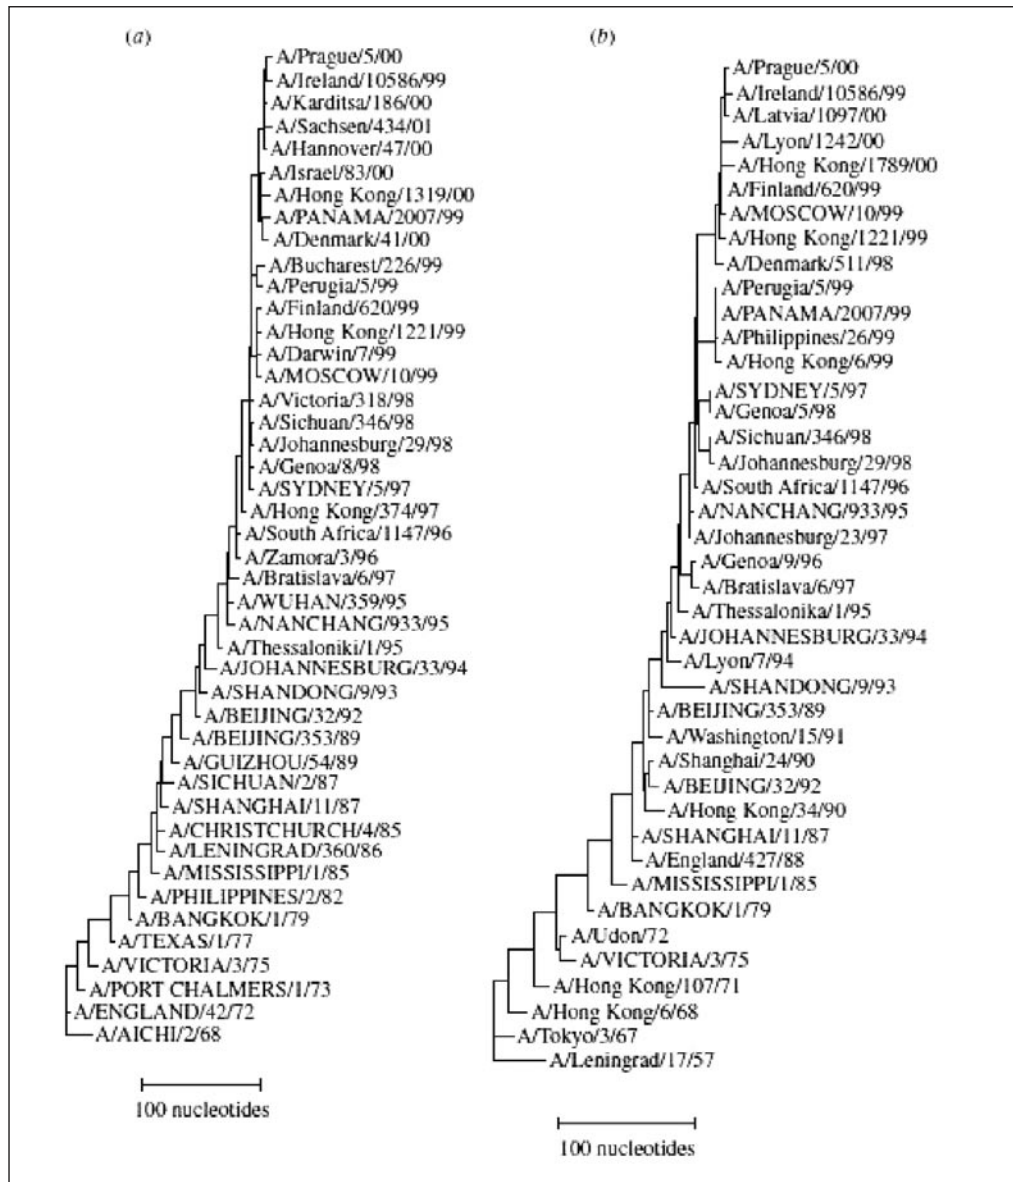 (a)
A/Prague/5/00
A/Ireland/10586/99
A/Karditsa/186/00
A/Sachsen/434/01
A/Hannover/47/00
A/Israel/83/00
A/Hong Kong/1319/00
A/PANAMA/2007/99
A/Denmark/41/00
A/Bucharest/226/99
A/Perugia/5/99
A/Finland/620/99
A/Hong Kong/1221/99
A/Darwin/7/99
A/MOSCOW/10/99
A/Victoria/318/98
A/Sichuan/346/98
A/Johannesburg/29/98
A/Genoa/8/98
A/SYDNEY/5/97
A/Hong Kong/374/97
A/South Africa/1147/96
A/Zamora/3/96
A/Bratislava/6/97
A/WUHAN/359/95
A/NANCHANG/933/95
A/Thessaloniki/1/95
A/JOHANNESBURG/33/94
A/SHANDONG/9/93
A/BEIJING/32/92
A/BEIJING/353/89
A/GUIZHOU/54/89
A/SICHUAN/2/87
A/SHANGHAI/11/87
A/CHRISTCHURCH/4/85
A/LENINGRAD/360/86
A/MISSISSIPPI/1/85
A/PHILIPPINES/2/82
A/BANGKOK/1/79
A/TEXAS/1/77
A/VICTORIA/3/75
A/PORT CHALMERS/1/73
A/ENGLAND/42/72
A/AICHI/2/68
100 nucleotides
(b)
A/Prague/5/00
A/Ireland/10586/99
A/Latvia/1097/00
A/Lyon/1242/00
A/Hong Kong/1789/00
A/Finland/620/99
A/MOSCOW/10/99
A/Hong Kong/1221/99
A/Denmark/511/98
A/Perugia/5/99
A/PANAMA/2007/99
A/Philippines/26/99
A/Hong Kong/6/99
A/SYDNEY/5/97
A/Genoa/5/98
A/Sichuan/346/98
A/Johannesburg/29/98
A/South Africa/1147/96
A/NANCHANG/933/95
A/Johannesburg/23/97
A/Genoa/9/96
A/Bratislava/6/97
A/Thessalonika/1/95
A/JOHANNESBURG/33/94
A/Lyon/7/94
A/SHANDONG/9/93
A/BEIJING/353/89
A/Washington/15/91
A/Shanghai/24/90
A/BEIJING/32/92
A/Hong Kong/34/90
A/SHANGHAI/11/87
A/England/427/88
A/MISSISSIPPI/1/85
A/BANGKOK/1/79
A/Udon/72
A/VICTORIA/3/75
A/Hong Kong/107/71
A/Hong Kong/6/68
A/Tokyo/3/67
A/Leningrad/17/57
100 nucleotides